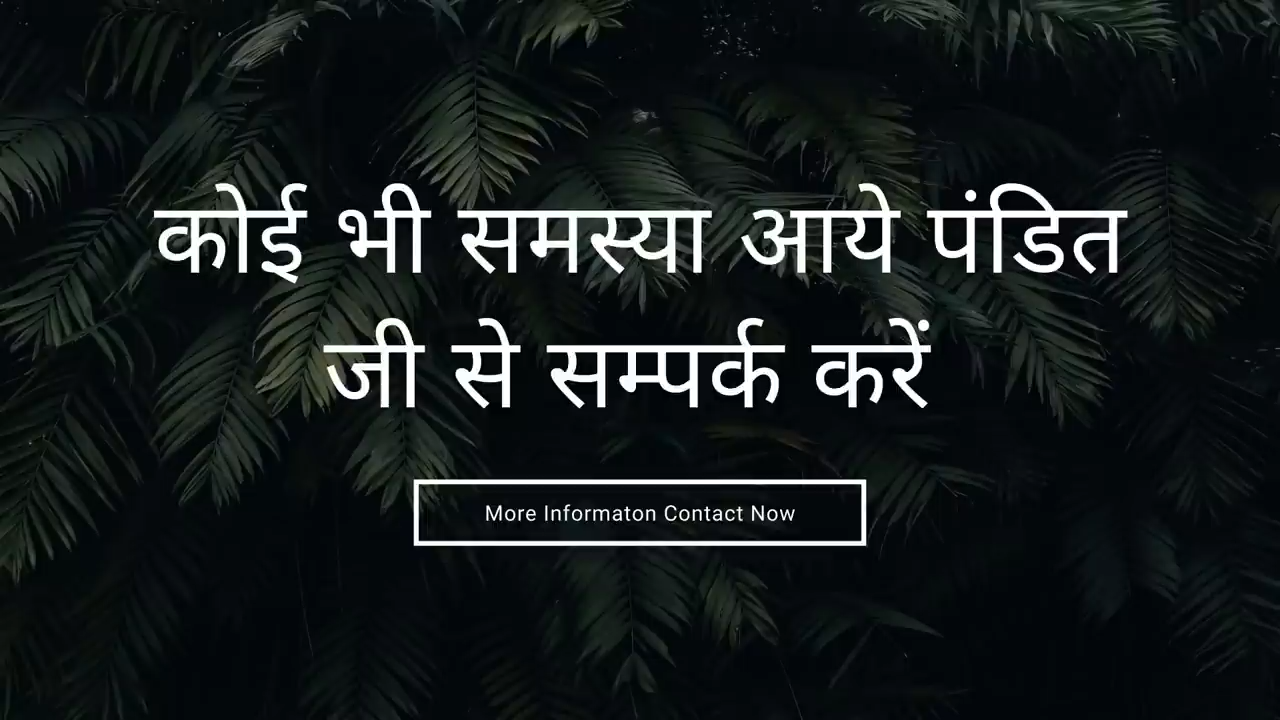 कोई भी समस्या आये पंडित
जी से सम्पर्क करें
More Informaton Contact Now